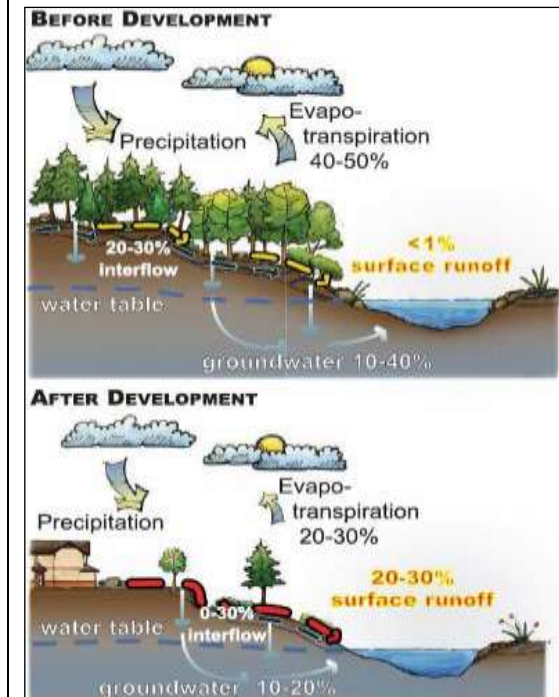 BEFORE DEVELOPMENT
Precipitation
Evapo-
transpiration
40-50%
20-30%
interflow
<1%
surface runoff
water table
groundwater 10-40%
AFTER DEVELOPMENT
Precipitation
Evapo-
transpiration
20-30%
20-30%
surface runoff
0-30%
interflow
water table
groundwater 10-20%